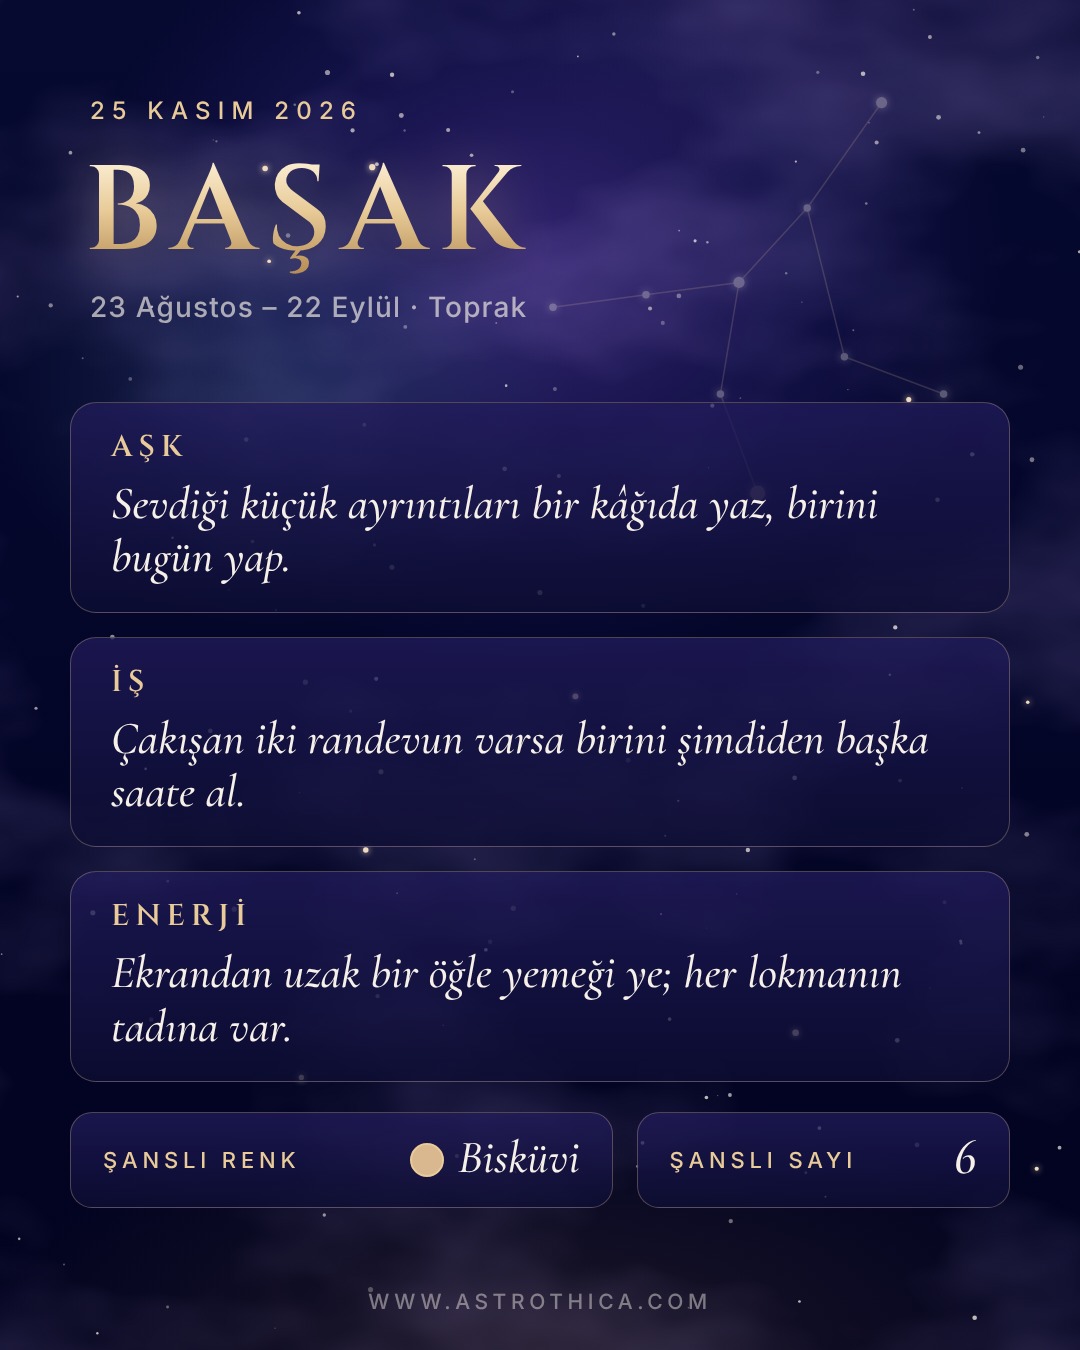 25 KASIM 2026
BAŞAK
23 Ağustos – 22 Eylül · Toprak
AŞK
Sevdiği küçük ayrıntıları bir kâğıda yaz, birini
bugün yap.
İŞ
Çakışan iki randevun varsa birini şimdiden başka
saate al.
ENERJİ
Ekrandan uzak bir öğle yemeği ye; her lokmanın
tadına var.
ŞANSLI RENK Bisküvi
ŞANSLI SAYI 6
WWW.ASTROTHICA.COM